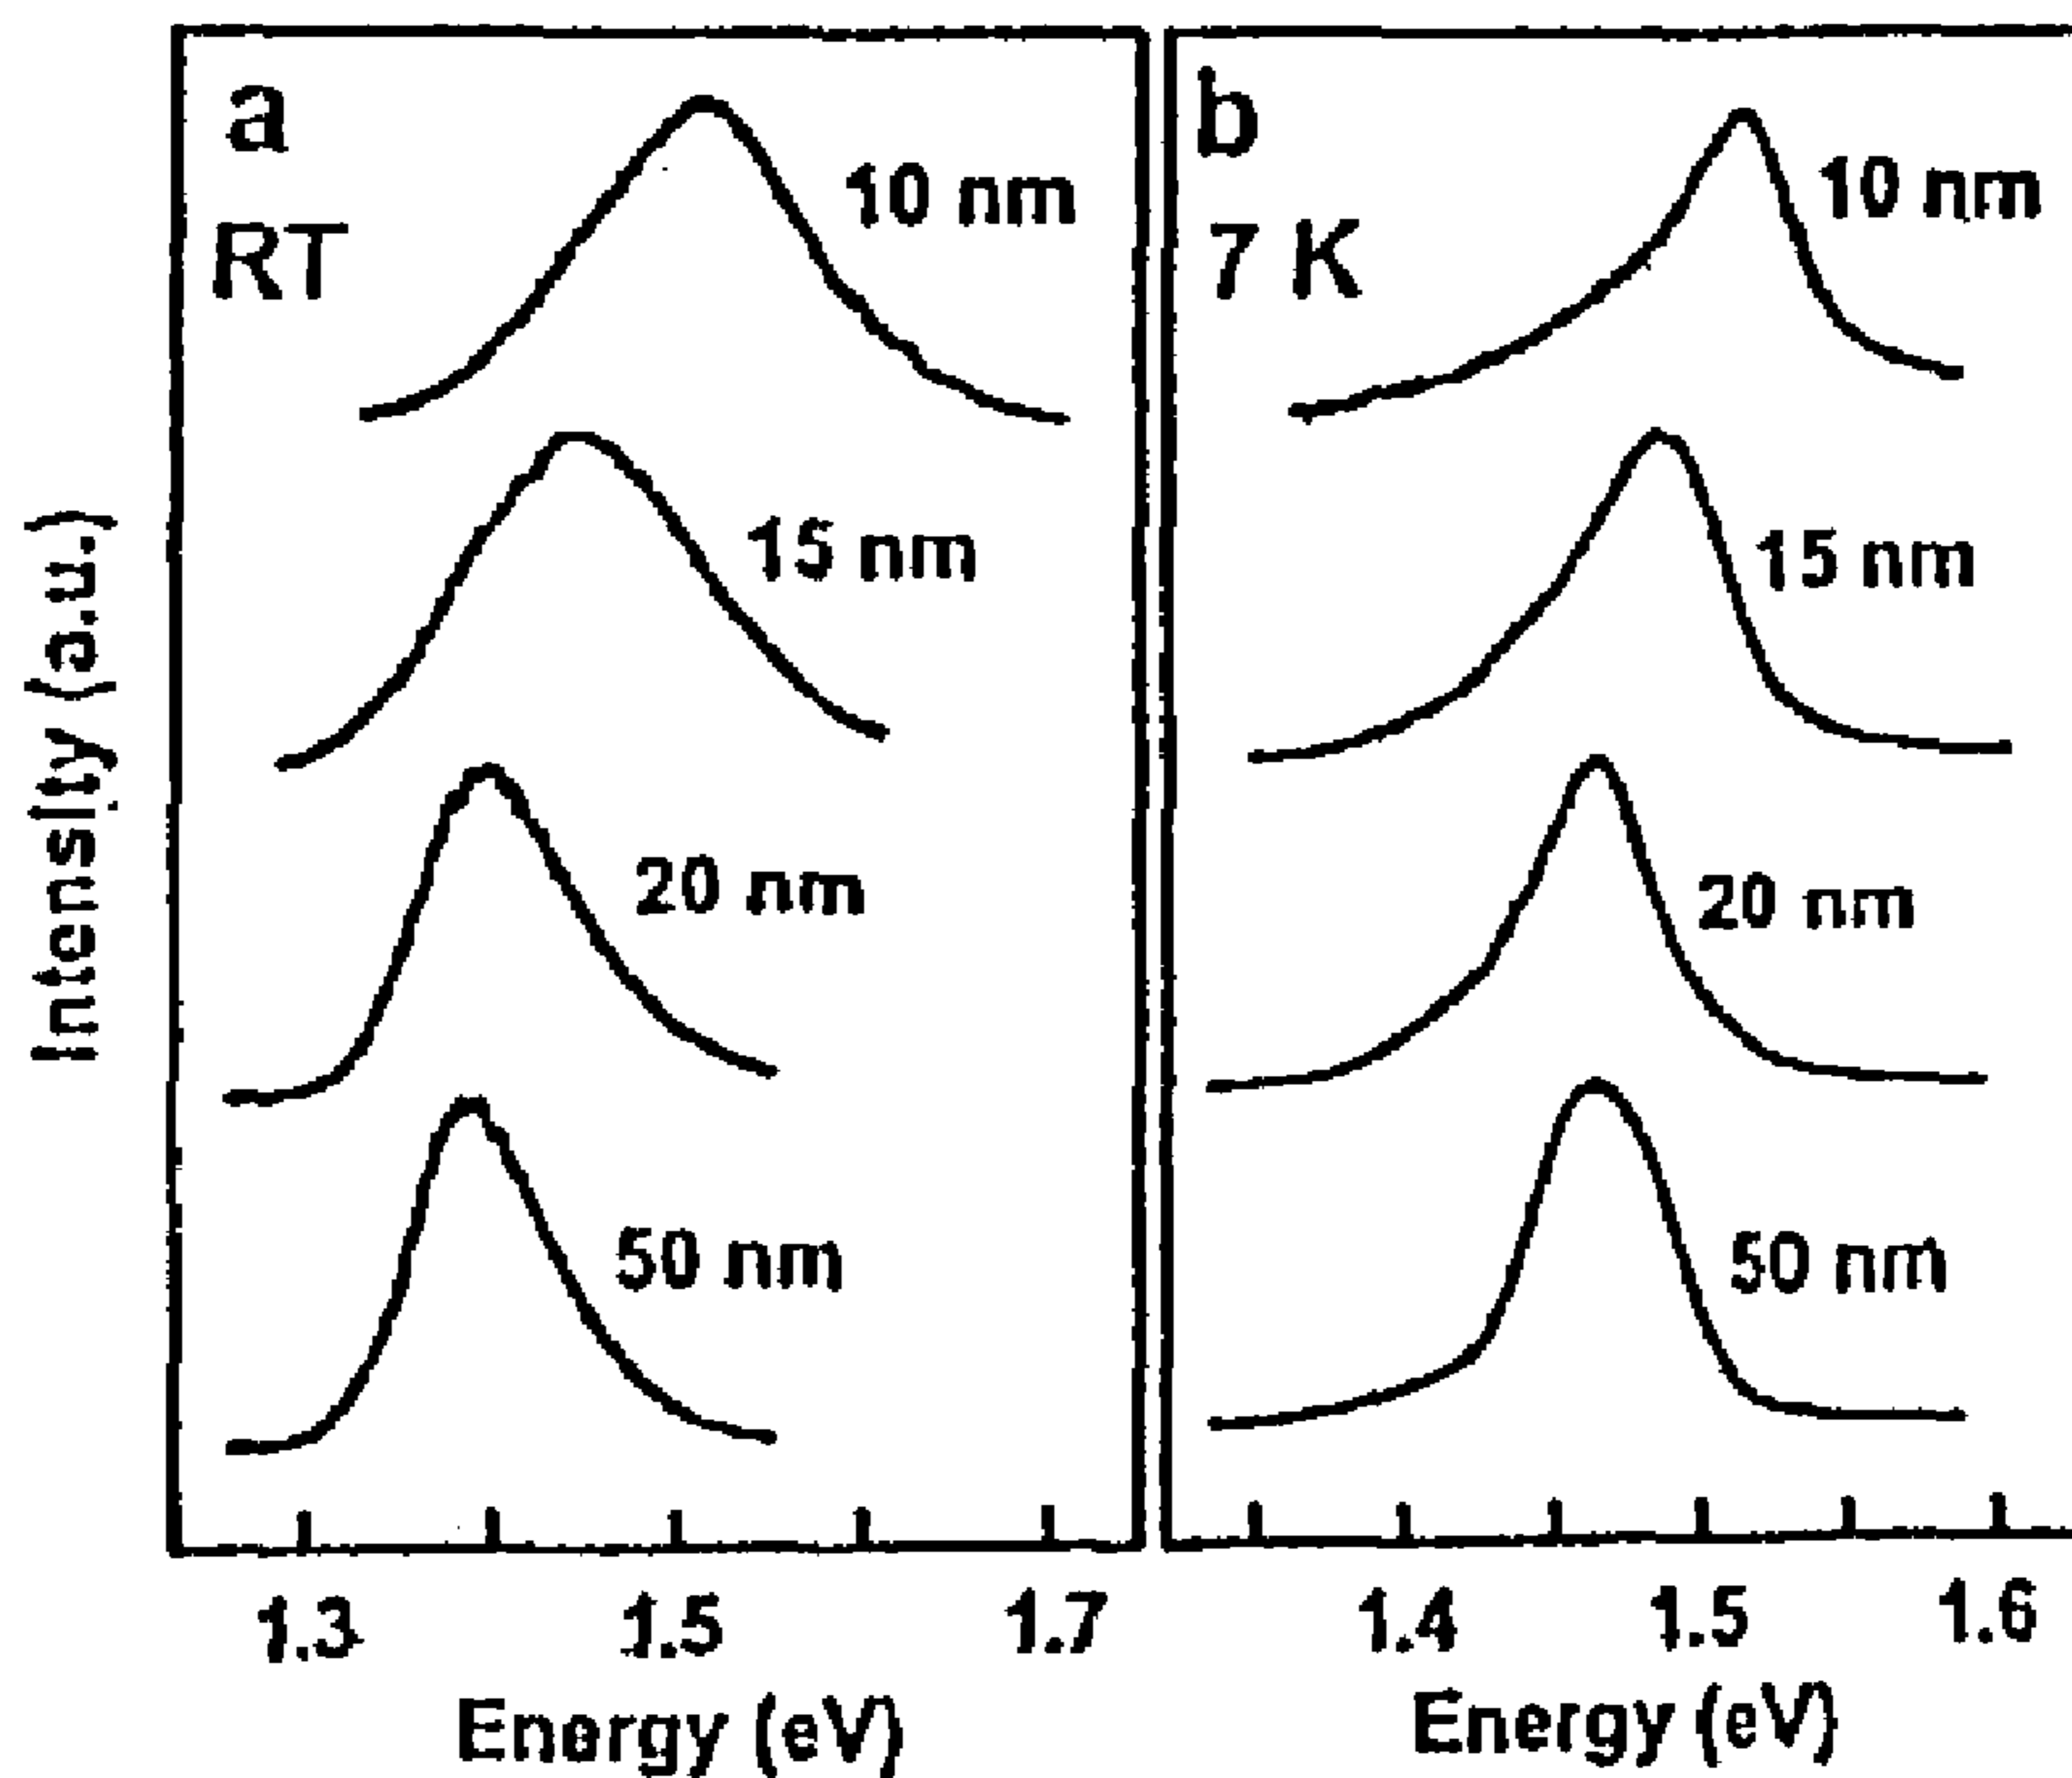 Intensity (a.u.)
a
RT
10 nm
15 nm
20 nm
50 nm
1.3 1.5 1.7
Energy (eV)
b
7 K
10 nm
15 nm
20 nm
50 nm
1.4 1.5 1.6
Energy (eV)